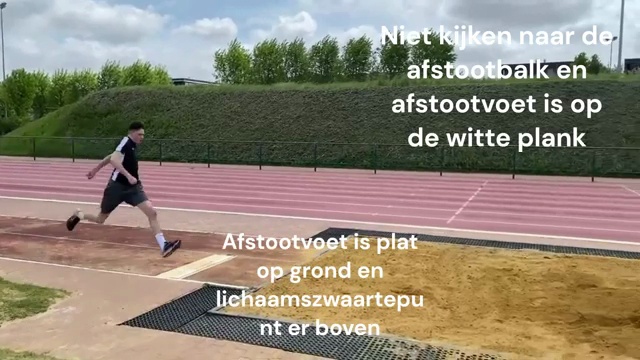 Niet kijken naar de
afstootbalk en
afstootvoet is op
de witte plank
Afstootvoet is plat
op grond en
lichaamszwaartepu
nt er boven